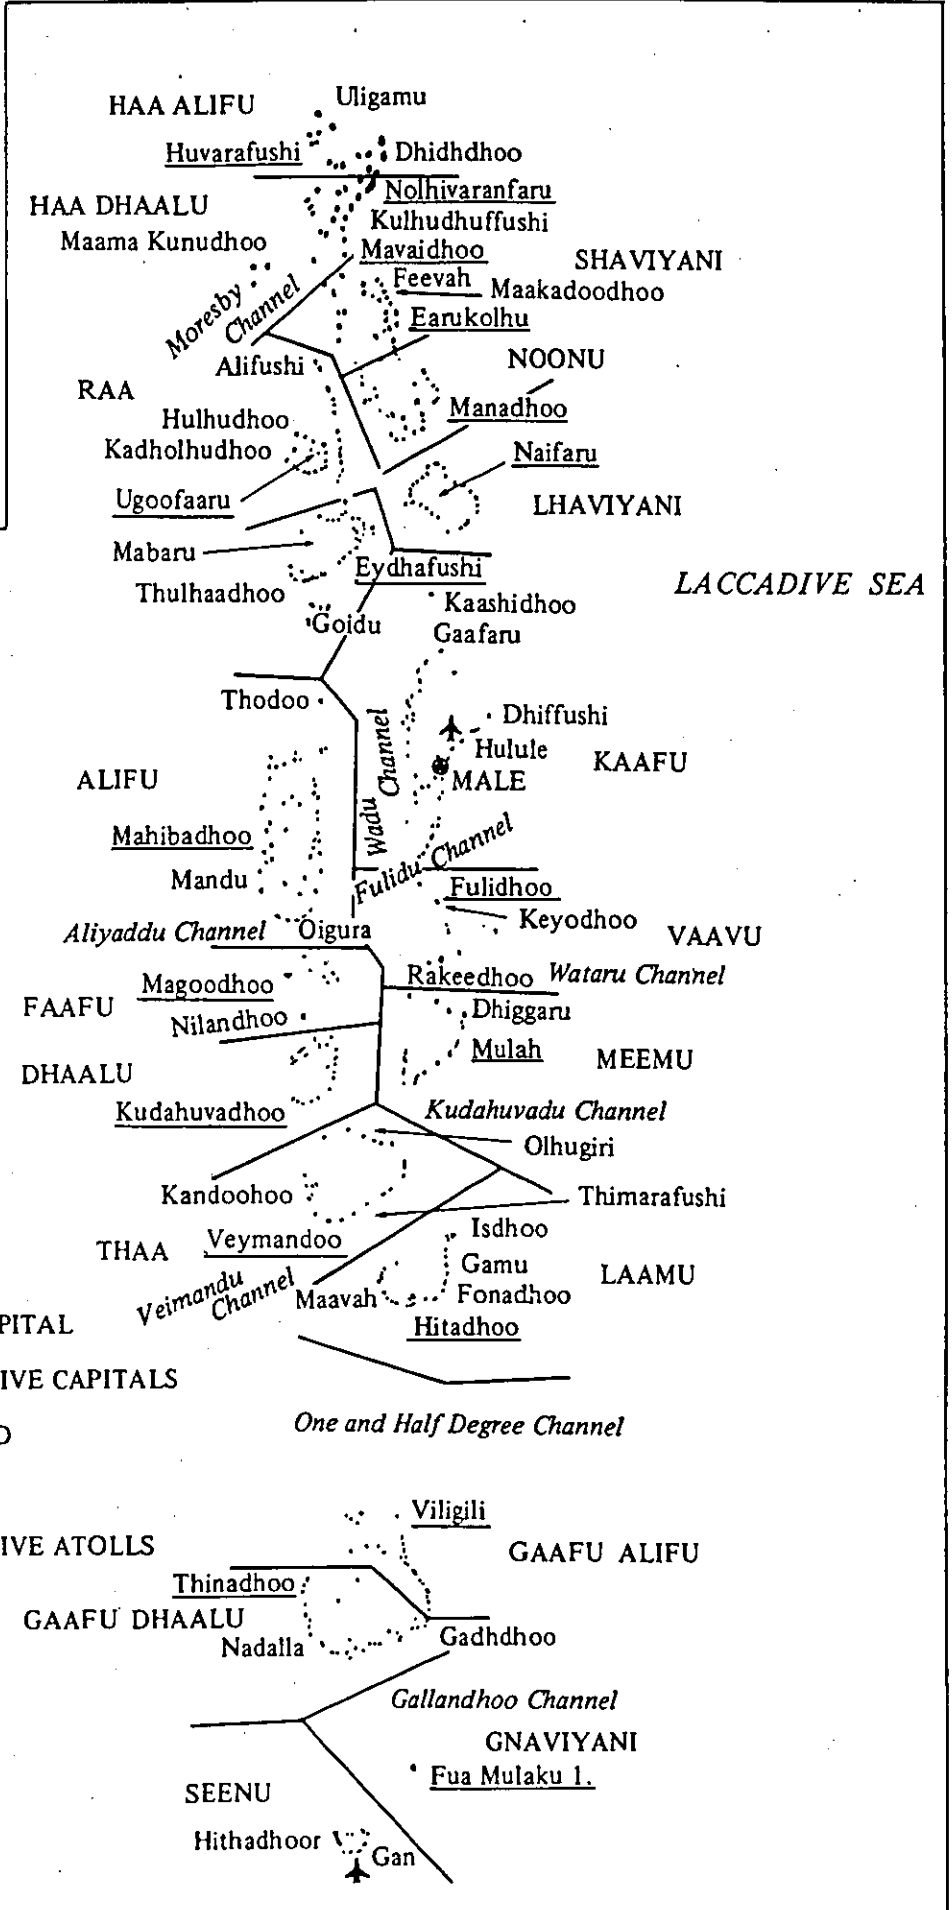 HAA ALIFU
Uligamu
Huvarafushi
Dhidhdhoo
HAA DHAALU
Nolhivaranfaru
Kulhudhuffushi
Maama Kunudhoo
Mavaidhoo
SHAVIYANI
Feevah
Maakadoodhoo
Moresby
Channel
Earukolhu
Alifushi
NOONU
RAA
Manadhoo
Hulhudhoo
Kadholhudhoo
Naifaru
Ugoofaaru
LHAVIYANI
Mabaru
Eydhafushi
LACCADIVE SEA
Thulhaadhoo
Kaashidhoo
Goidu
Gaafaru
Thodoo
Dhiffushi
Wadu
Channel
Hulule
KAAFU
ALIFU
MALE
Mahibadhoo
Fulidu Channel
Mandu
Fulidhoo
Keyodhoo
Aliyaddu Channel
Oigura
VAAVU
Magoodhoo
Rakeedhoo
Wataru Channel
FAAFU
Nilandhoo
Dhiggaru
Mulah
MEEMU
DHAALU
Kudahuvadhoo
Kudahuvadu Channel
Olhugiri
Kandoohoo
Thimarafushi
THAA
Veymandoo
Isdhoo
Gamu
LAAMU
Veimandu
Channel
Maavah
Fonadhoo
PITAL
Hitadhoo
IVE CAPITALS
One and Half Degree Channel
D
Viligili
IVE ATOLLS
GAAFU ALIFU
Thinadhoo
GAAFU DHAALU
Nadalla
Gadhdhoo
Gallandhoo Channel
GNAVIYANI
Fua Mulaku 1.
SEENU
Hithadhoor
Gan